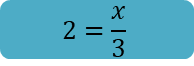 2 = x/3